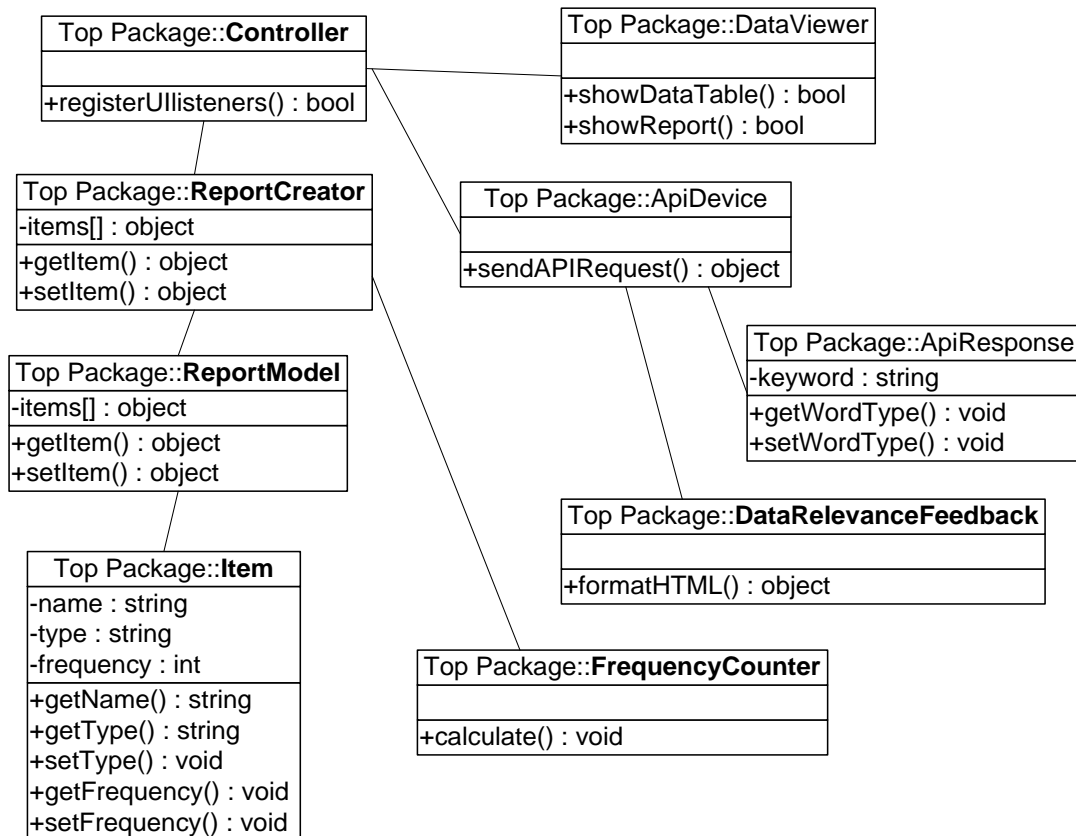 Top Package::Controller
+registerUIlisteners() : bool
Top Package::DataViewer
+showDataTable() : bool
+showReport() : bool
Top Package::ReportCreator
-items[] : object
+getItem() : object
+setItem() : object
Top Package::ApiDevice
+sendAPIRequest() : object
Top Package::ApiResponse
-keyword : string
+getWordType() : void
+setWordType() : void
Top Package::ReportModel
-items[] : object
+getItem() : object
+setItem() : object
Top Package::DataRelevanceFeedback
+formatHTML() : object
Top Package::Item
-name : string
-type : string
-frequency : int
+getName() : string
+getType() : string
+setType() : void
+getFrequency() : void
+setFrequency() : void
Top Package::FrequencyCounter
+calculate() : void